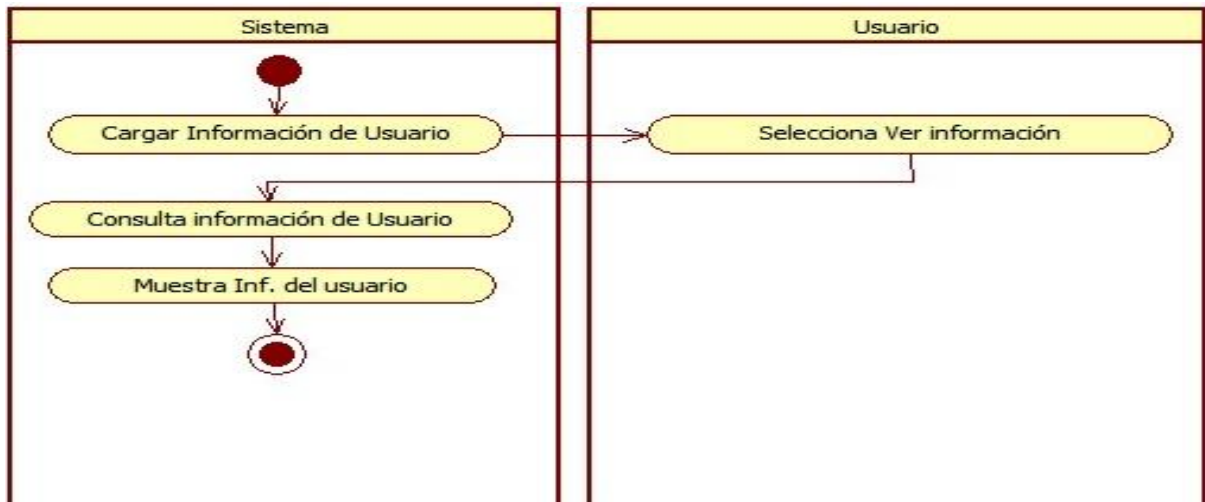 Sistema
Usuario
Cargar Información de Usuario
Selecciona Ver información
Consulta información de Usuario
Muestra Inf. del usuario